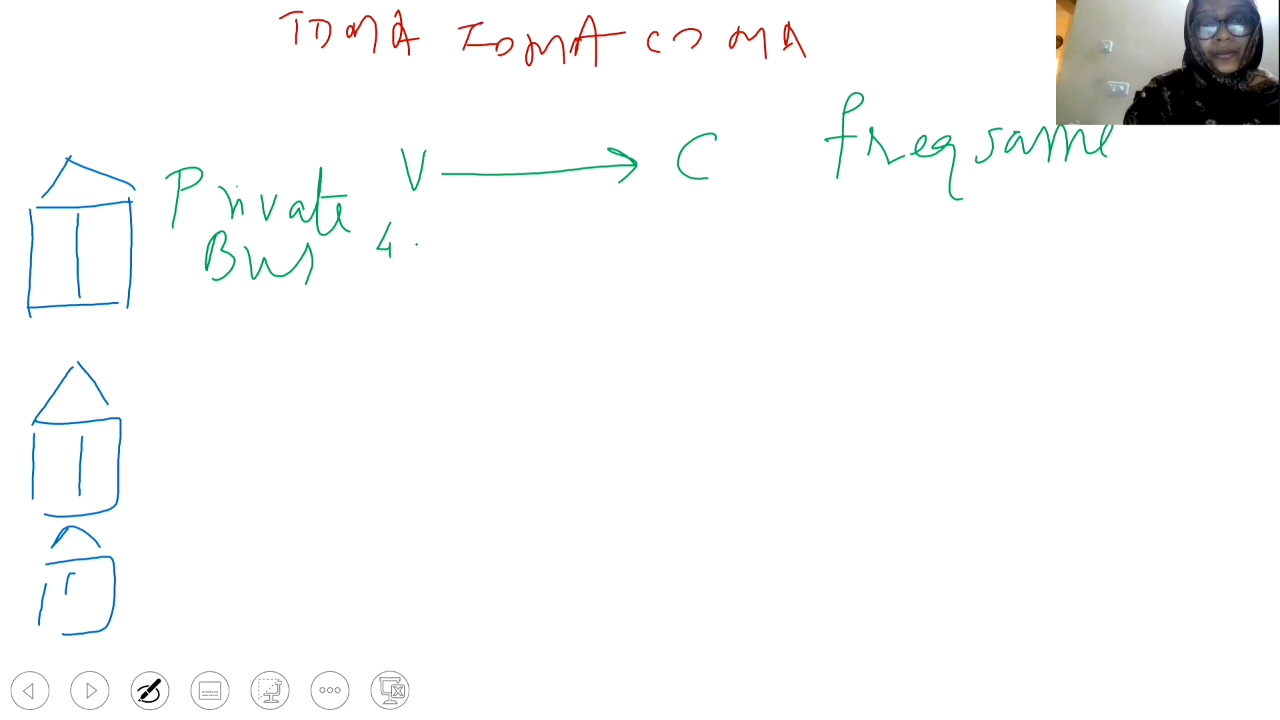 TDMA FDMA CDMA
V → C freq same
Private
Bus 4.